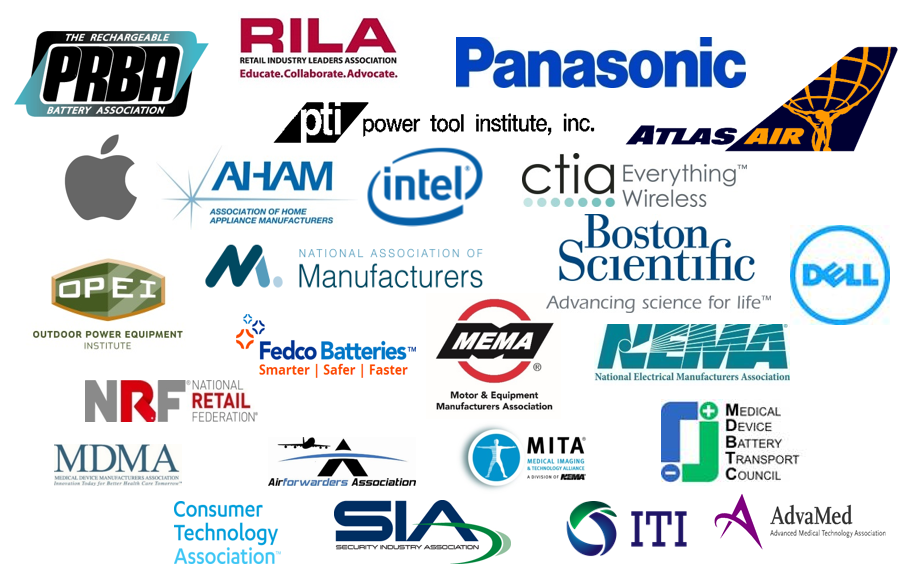 THE RECHARGEABLE
PRBA
BATTERY ASSOCIATION
RILA
RETAIL INDUSTRY LEADERS ASSOCIATION
Educate.Collaborate.Advocate.
Panasonic
pti power tool institute, inc.
ATLAS AIR
AHAM
ASSOCIATION OF HOME
APPLIANCE MANUFACTURERS
intel®
ctia Everything™
Wireless
NATIONAL ASSOCIATION OF
M. Manufacturers
Boston
Scientific
Advancing science for life™
DELL
OPEI
OUTDOOR POWER EQUIPMENT
INSTITUTE
Fedco Batteries™
Smarter | Safer | Faster
MEMA®
Motor & Equipment
Manufacturers Association
NEMA®
National Electrical Manufacturers Association
NRF® NATIONAL
RETAIL
FEDERATION®
MDMA
MEDICAL DEVICE MANUFACTURERS ASSOCIATION
Innovation Today for Better Health Care Tomorrow™
Airforwarders Association
MITA®
MEDICAL IMAGING
& TECHNOLOGY ALLIANCE
A DIVISION OF NEMA
MEDICAL
DEVICE
BATTERY
TRANSPORT
COUNCIL
Consumer
Technology
Association™
SIA
SECURITY INDUSTRY ASSOCIATION
ITI
AdvaMed
Advanced Medical Technology Association